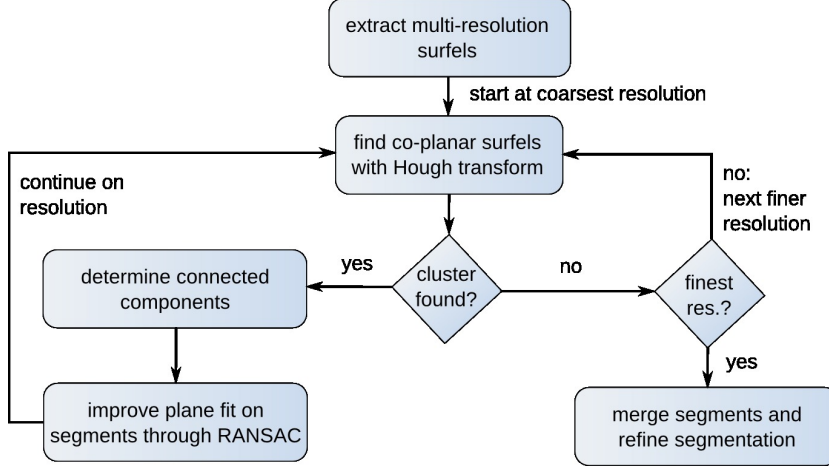 extract multi-resolution
surfels
start at coarsest resolution
find co-planar surfels
with Hough transform
continue on
resolution
no:
next finer
resolution
yes
cluster
found?
no
finest
res.?
determine connected
components
yes
improve plane fit on
segments through RANSAC
merge segments and
refine segmentation